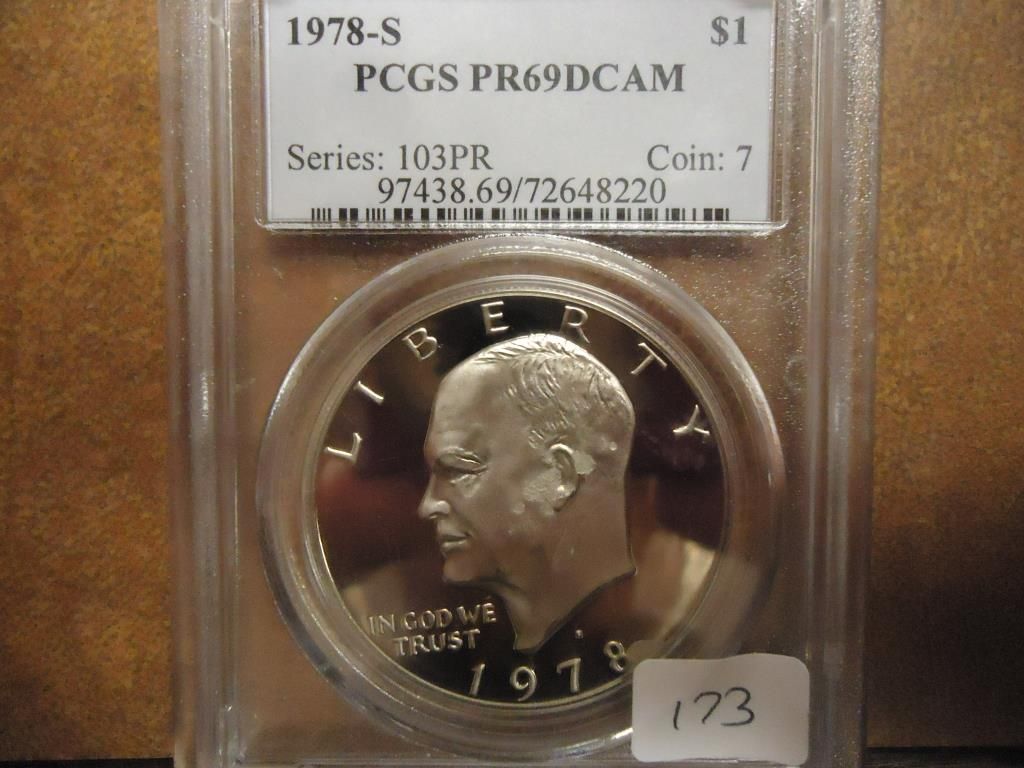 1978-S $1
PCGS PR69DCAM
Series: 103PR Coin: 7
97438.69/72648220
LIBERTY
IN GOD WE
TRUST
1978
173